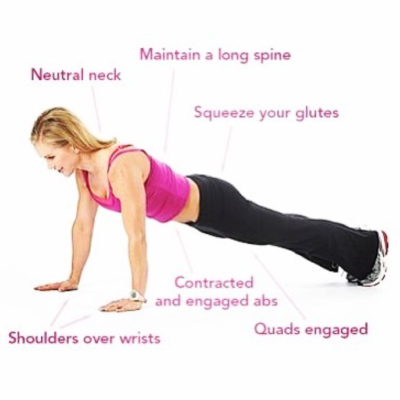 Maintain a long spine
Neutral neck
Squeeze your glutes
Contracted
and engaged abs
Quads engaged
Shoulders over wrists